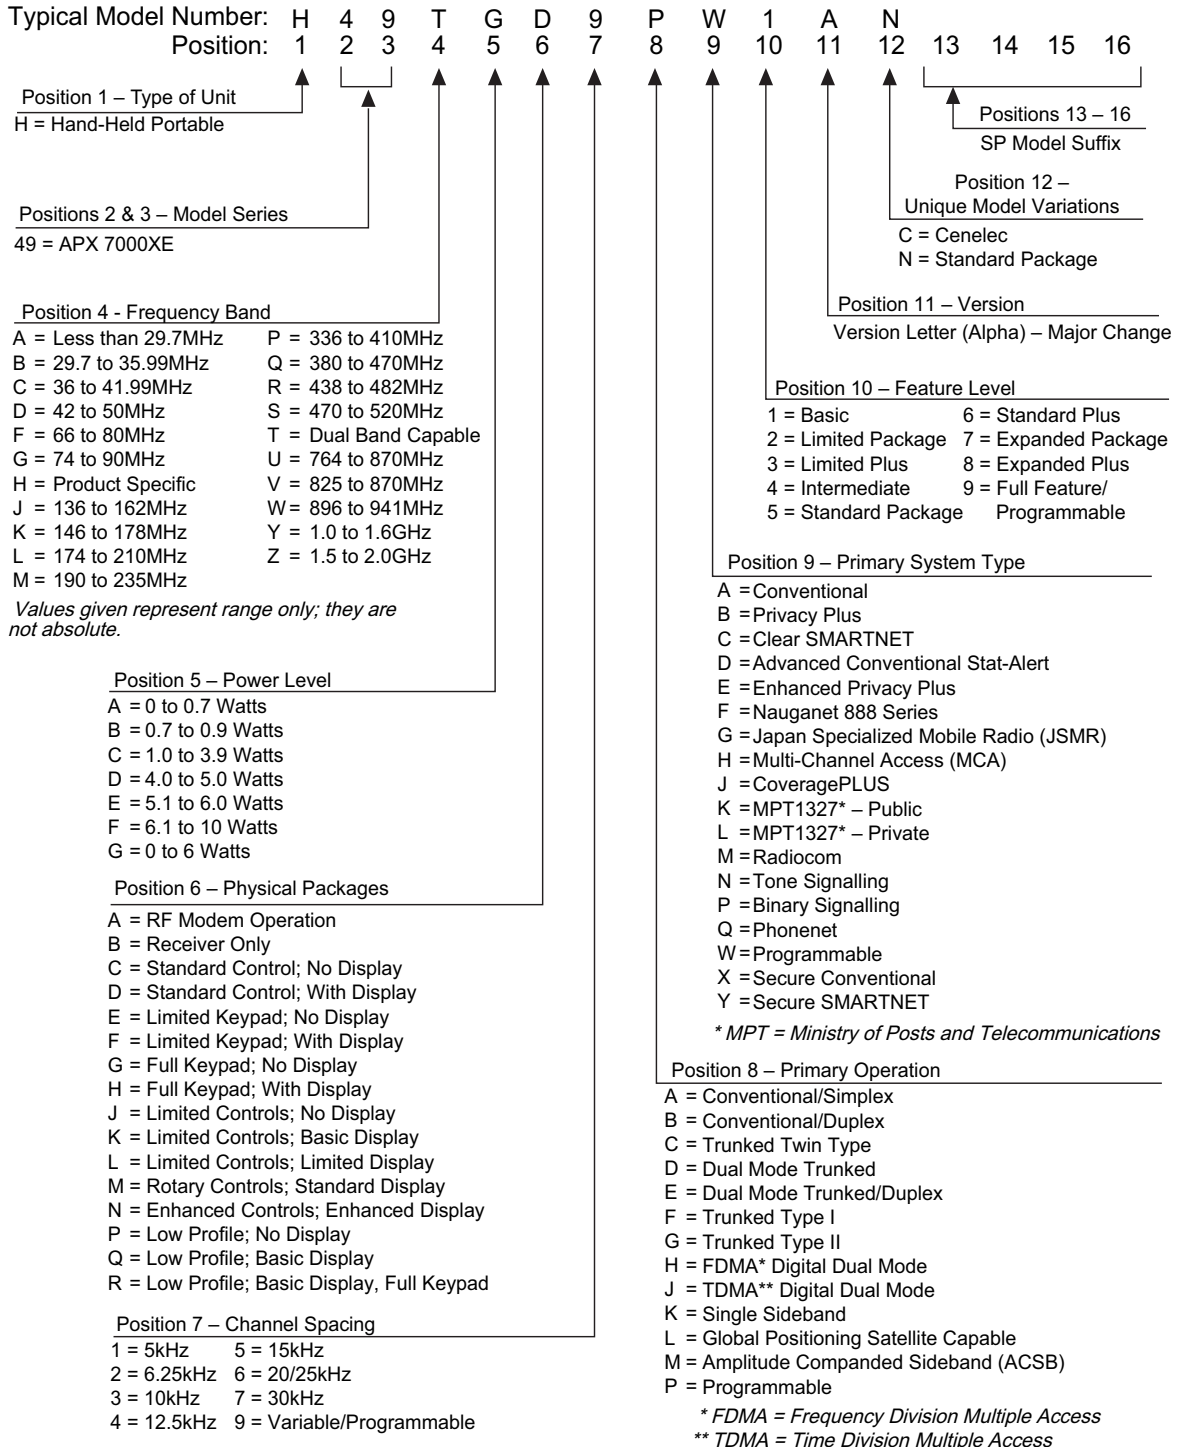 Typical Model Number: H 4 9 T G D 9 P W 1 A N
Position: 1 2 3 4 5 6 7 8 9 10 11 12 13 14 15 16
Position 1 – Type of Unit
H = Hand-Held Portable
Positions 2 & 3 – Model Series
49 = APX 7000XE
Position 4 - Frequency Band
A = Less than 29.7MHz
B = 29.7 to 35.99MHz
C = 36 to 41.99MHz
D = 42 to 50MHz
F = 66 to 80MHz
G = 74 to 90MHz
H = Product Specific
J = 136 to 162MHz
K = 146 to 178MHz
L = 174 to 210MHz
M = 190 to 235MHz
P = 336 to 410MHz
Q = 380 to 470MHz
R = 438 to 482MHz
S = 470 to 520MHz
T = Dual Band Capable
U = 764 to 870MHz
V = 825 to 870MHz
W = 896 to 941MHz
Y = 1.0 to 1.6GHz
Z = 1.5 to 2.0GHz
Values given represent range only; they are
not absolute.
Position 5 – Power Level
A = 0 to 0.7 Watts
B = 0.7 to 0.9 Watts
C = 1.0 to 3.9 Watts
D = 4.0 to 5.0 Watts
E = 5.1 to 6.0 Watts
F = 6.1 to 10 Watts
G = 0 to 6 Watts
Position 6 – Physical Packages
A = RF Modem Operation
B = Receiver Only
C = Standard Control; No Display
D = Standard Control; With Display
E = Limited Keypad; No Display
F = Limited Keypad; With Display
G = Full Keypad; No Display
H = Full Keypad; With Display
J = Limited Controls; No Display
K = Limited Controls; Basic Display
L = Limited Controls; Limited Display
M = Rotary Controls; Standard Display
N = Enhanced Controls; Enhanced Display
P = Low Profile; No Display
Q = Low Profile; Basic Display
R = Low Profile; Basic Display, Full Keypad
Position 7 – Channel Spacing
1 = 5kHz
2 = 6.25kHz
3 = 10kHz
4 = 12.5kHz
5 = 15kHz
6 = 20/25kHz
7 = 30kHz
9 = Variable/Programmable
Positions 13 – 16
SP Model Suffix
Position 12 –
Unique Model Variations
C = Cenelec
N = Standard Package
Position 11 – Version
Version Letter (Alpha) – Major Change
Position 10 – Feature Level
1 = Basic
2 = Limited Package
3 = Limited Plus
4 = Intermediate
5 = Standard Package
6 = Standard Plus
7 = Expanded Package
8 = Expanded Plus
9 = Full Feature/
Programmable
Position 9 – Primary System Type
A = Conventional
B = Privacy Plus
C = Clear SMARTNET
D = Advanced Conventional Stat-Alert
E = Enhanced Privacy Plus
F = Nauganet 888 Series
G = Japan Specialized Mobile Radio (JSMR)
H = Multi-Channel Access (MCA)
J = CoveragePLUS
K = MPT1327* – Public
L = MPT1327* – Private
M = Radiocom
N = Tone Signalling
P = Binary Signalling
Q = Phonenet
W = Programmable
X = Secure Conventional
Y = Secure SMARTNET
* MPT = Ministry of Posts and Telecommunications
Position 8 – Primary Operation
A = Conventional/Simplex
B = Conventional/Duplex
C = Trunked Twin Type
D = Dual Mode Trunked
E = Dual Mode Trunked/Duplex
F = Trunked Type I
G = Trunked Type II
H = FDMA* Digital Dual Mode
J = TDMA** Digital Dual Mode
K = Single Sideband
L = Global Positioning Satellite Capable
M = Amplitude Companded Sideband (ACSB)
P = Programmable
* FDMA = Frequency Division Multiple Access
** TDMA = Time Division Multiple Access